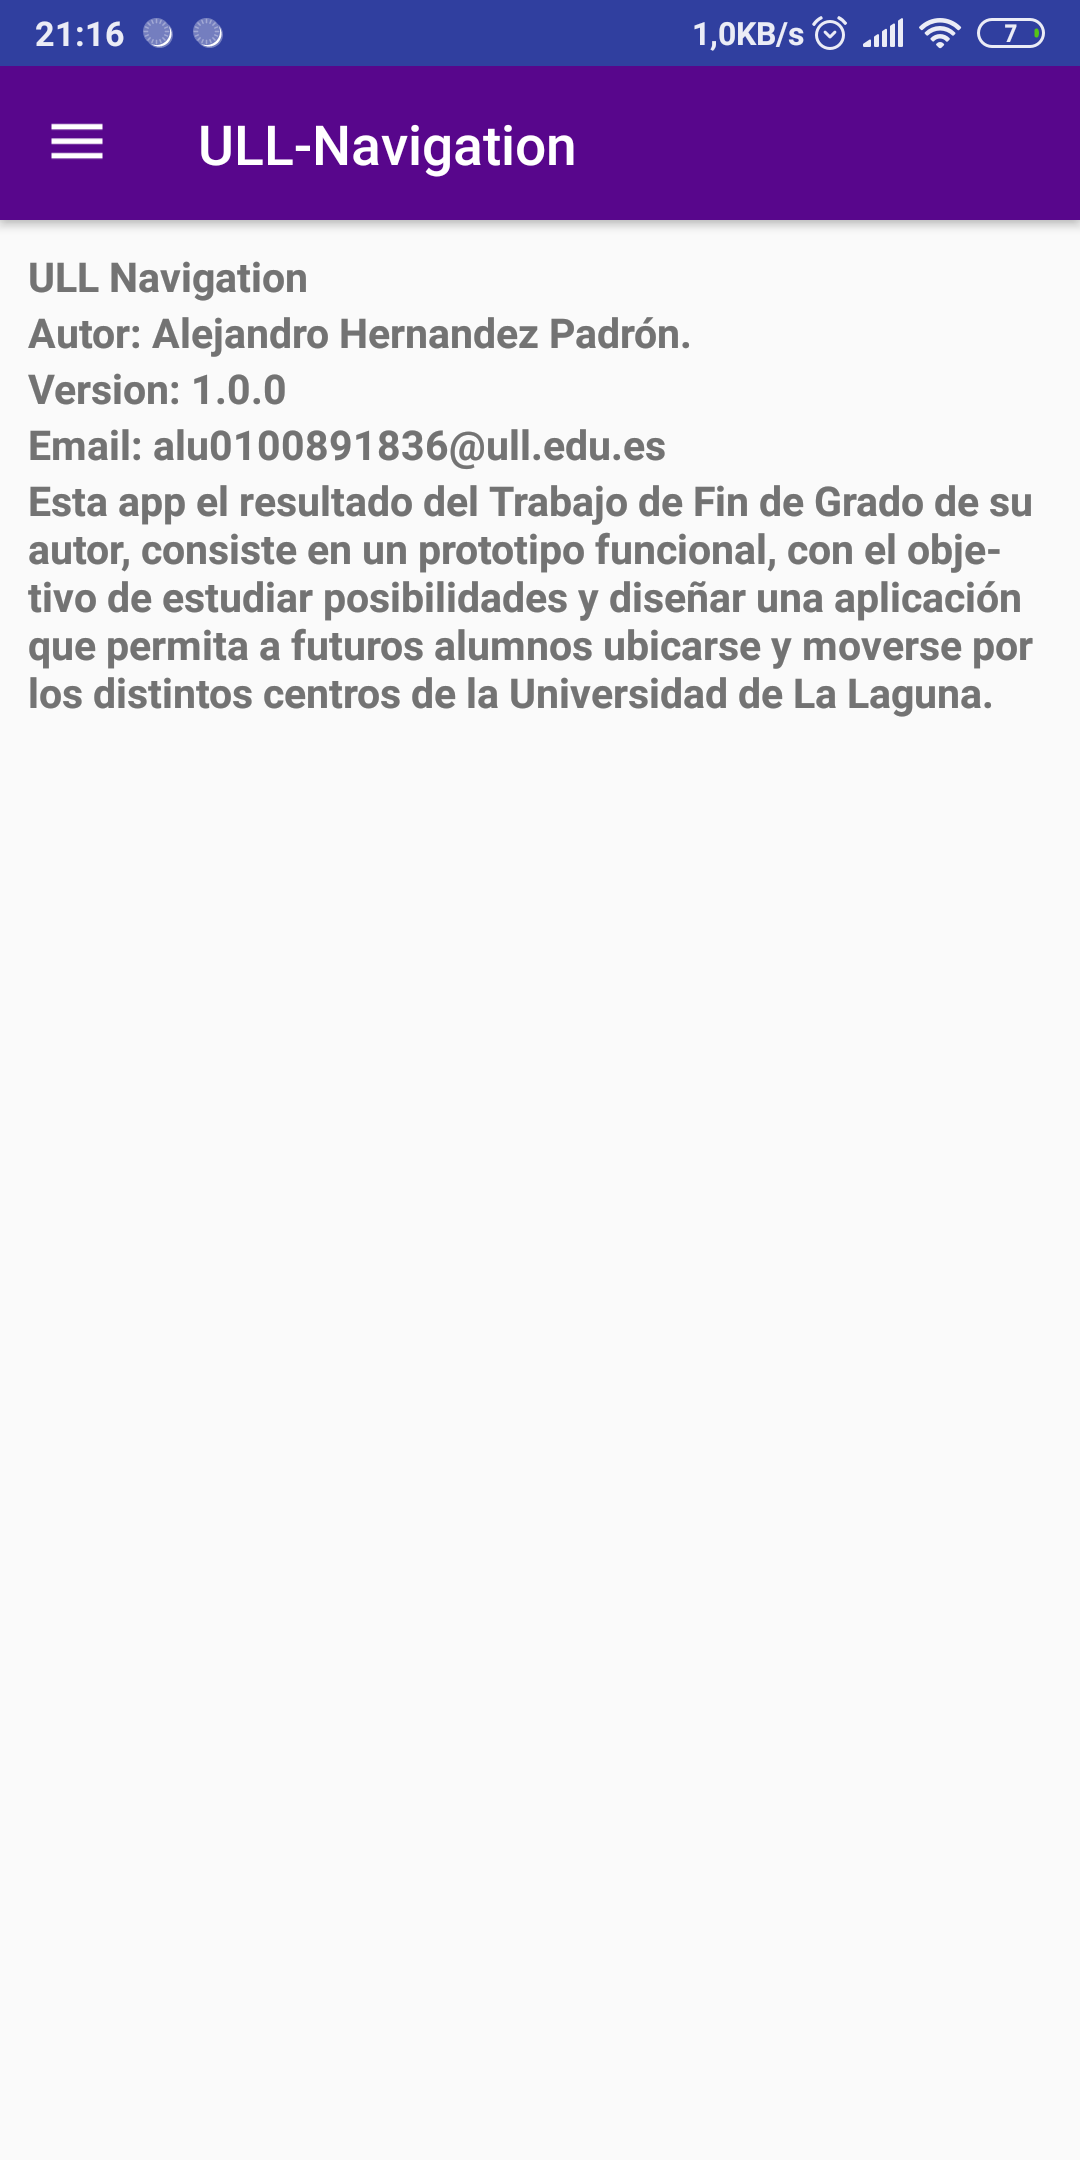 21:16 1,0KB/s 7
ULL-Navigation
ULL Navigation
Autor: Alejandro Hernandez Padrón.
Version: 1.0.0
Email: alu0100891836@ull.edu.es
Esta app el resultado del Trabajo de Fin de Grado de su
autor, consiste en un prototipo funcional, con el obje-
tivo de estudiar posibilidades y diseñar una aplicación
que permita a futuros alumnos ubicarse y moverse por
los distintos centros de la Universidad de La Laguna.